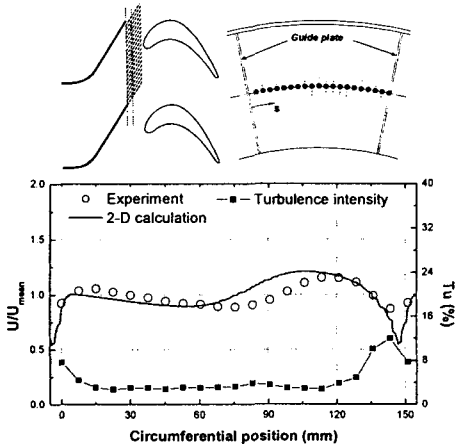 Guide plate
s
2.0
1.5
1.0
0.5
0.0
U/Umean
Experiment
Turbulence intensity
2-D calculation
40
32
24
16
8
0
Tu (%)
0 30 60 90 120 150
Circumferential position (mm)